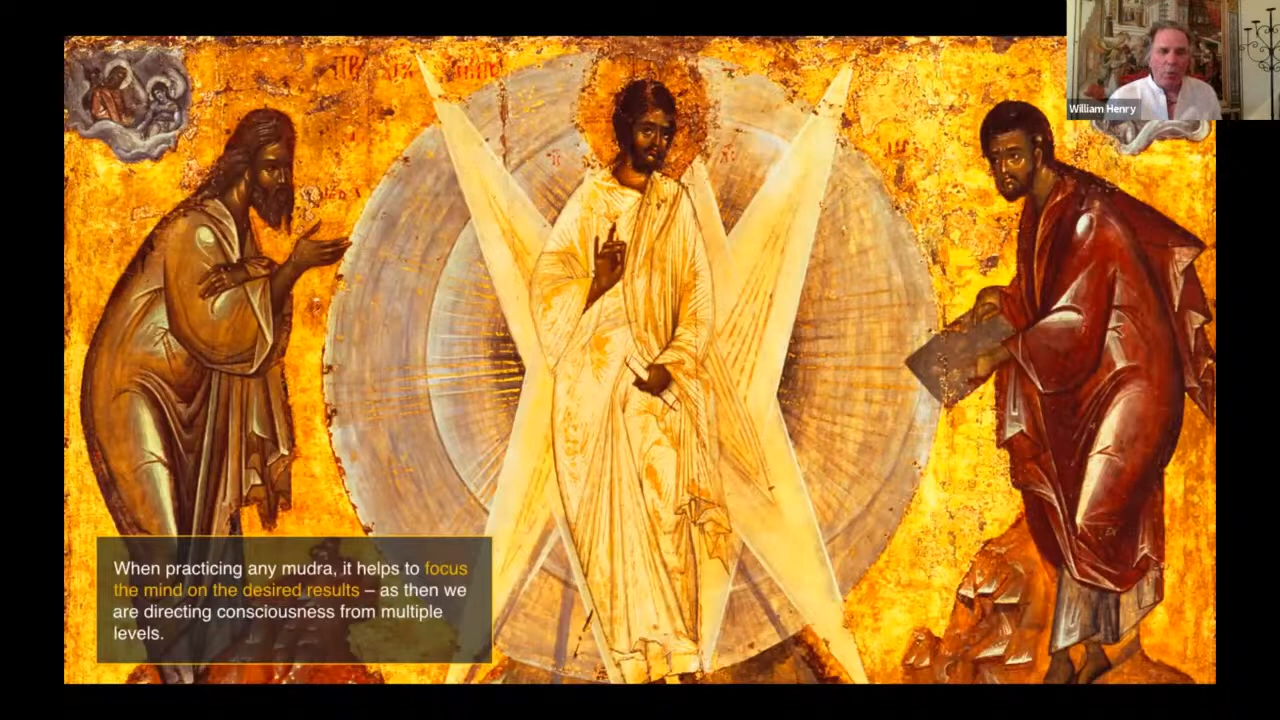 William Henry
When practicing any mudra, it helps to focus
the mind on the desired results – as then we
are directing consciousness from multiple
levels.